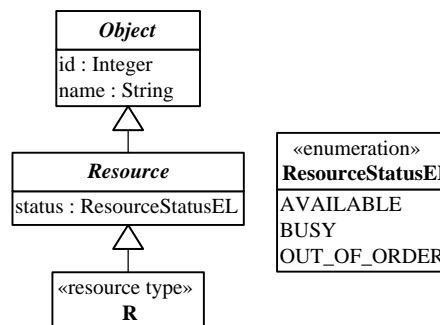 Object
id : Integer
name : String
Resource
status : ResourceStatusEL
«resource type»
R
«enumeration»
ResourceStatusEL
AVAILABLE
BUSY
OUT_OF_ORDER